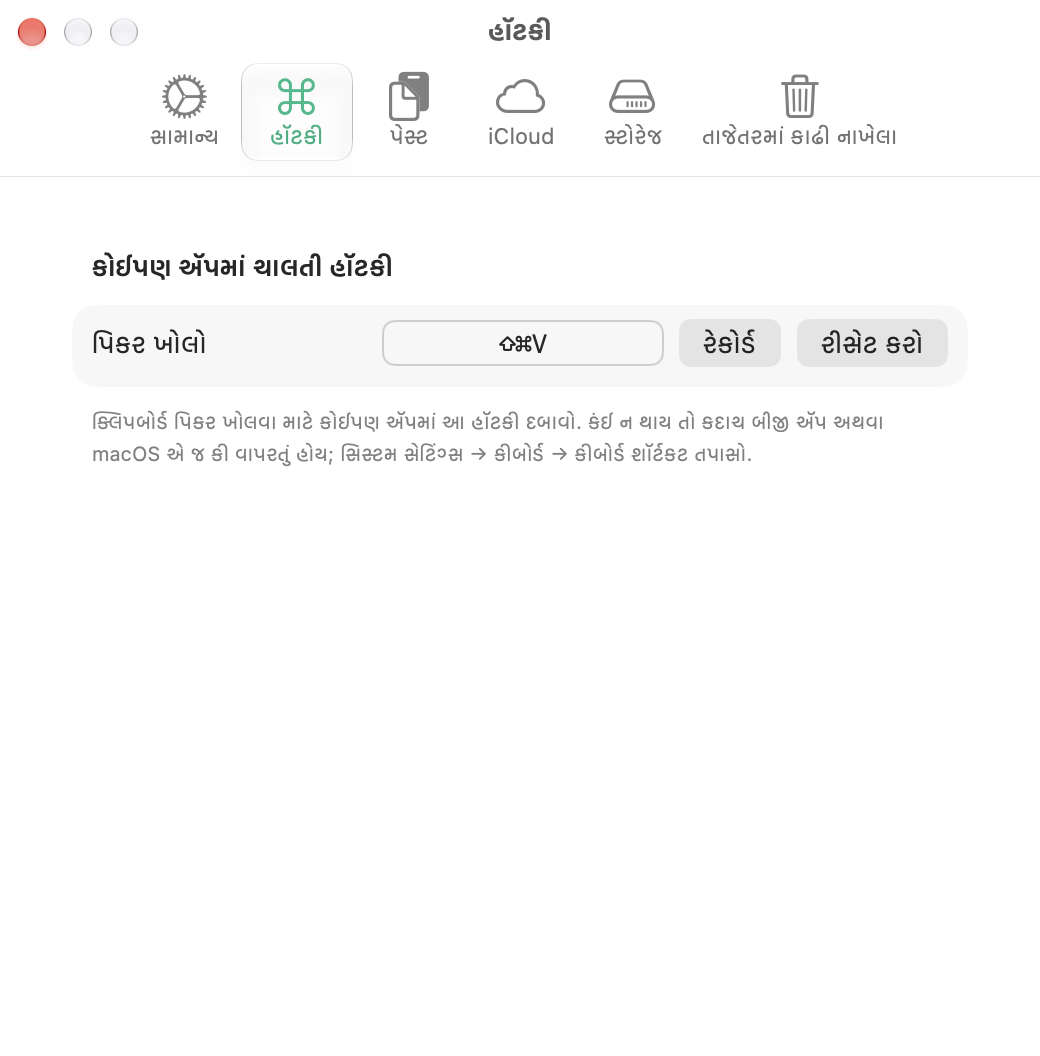 હૉટકી
સામાન્ય
હૉટકી
પેસ્ટ
iCloud
સ્ટોરેજ
તાજેતરમાં કાઢી નાખેલા
કોઈપણ ઍપમાં ચાલતી હૉટકી
પિકર ખોલો
⇧⌘V
રેકોર્ડ
રીસેટ કરો
ક્લિપબોર્ડ પિકર ખોલવા માટે કોઈપણ ઍપમાં આ હૉટકી દબાવો. કંઈ ન થાય તો કદાચ બીજી ઍપ અથવા
macOS એ જ કી વાપરતું હોય; સિસ્ટમ સેટિંગ્સ → કીબોર્ડ → કીબોર્ડ શૉર્ટકટ તપાસો.